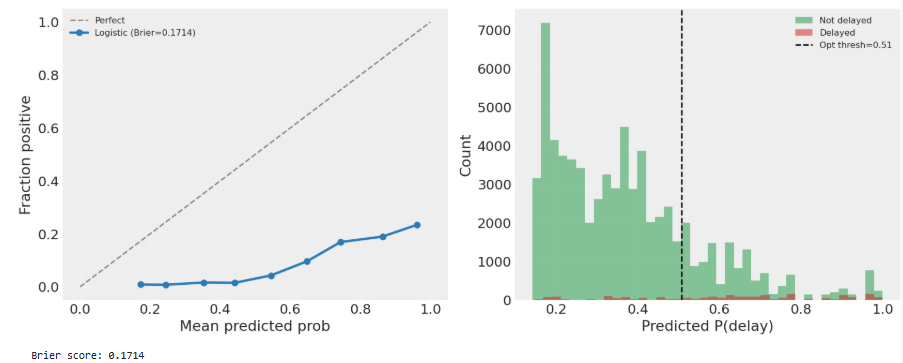 1.0
0.8
0.6
0.4
0.2
0.0
Fraction positive
Perfect
Logistic (Brier=0.1714)
0.0 0.2 0.4 0.6 0.8 1.0
Mean predicted prob
7000
6000
5000
4000
3000
2000
1000
0
Count
Not delayed
Delayed
Opt thresh=0.51
0.2 0.4 0.6 0.8 1.0
Predicted P(delay)
Brier score: 0.1714